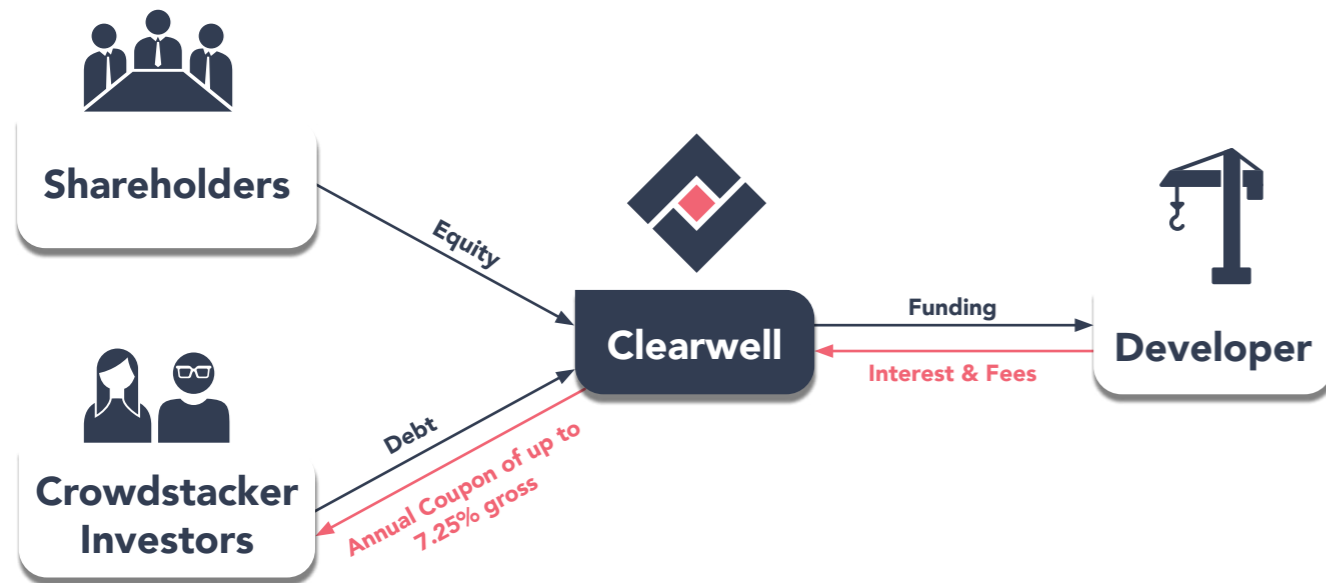 Shareholders
Equity
Clearwell
Funding
Interest & Fees
Developer
Crowdstacker
Investors
Debt
Annual Coupon of up to
7.25% gross